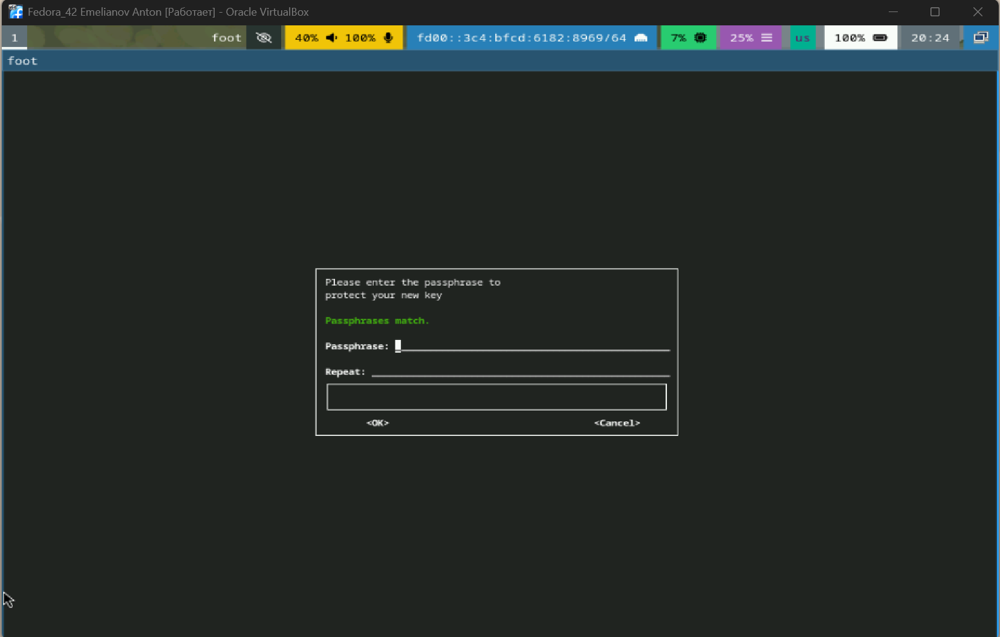 Fedora_42 Emelianov Anton [Работает] - Oracle VirtualBox
1 foot 40% 100% fd00::3c4:bfcd:6182:8969/64 7% 25% us 100% 20:24
foot
Please enter the passphrase to
protect your new key
Passphrases match.
Passphrase:
Repeat:
<OK> <Cancel>